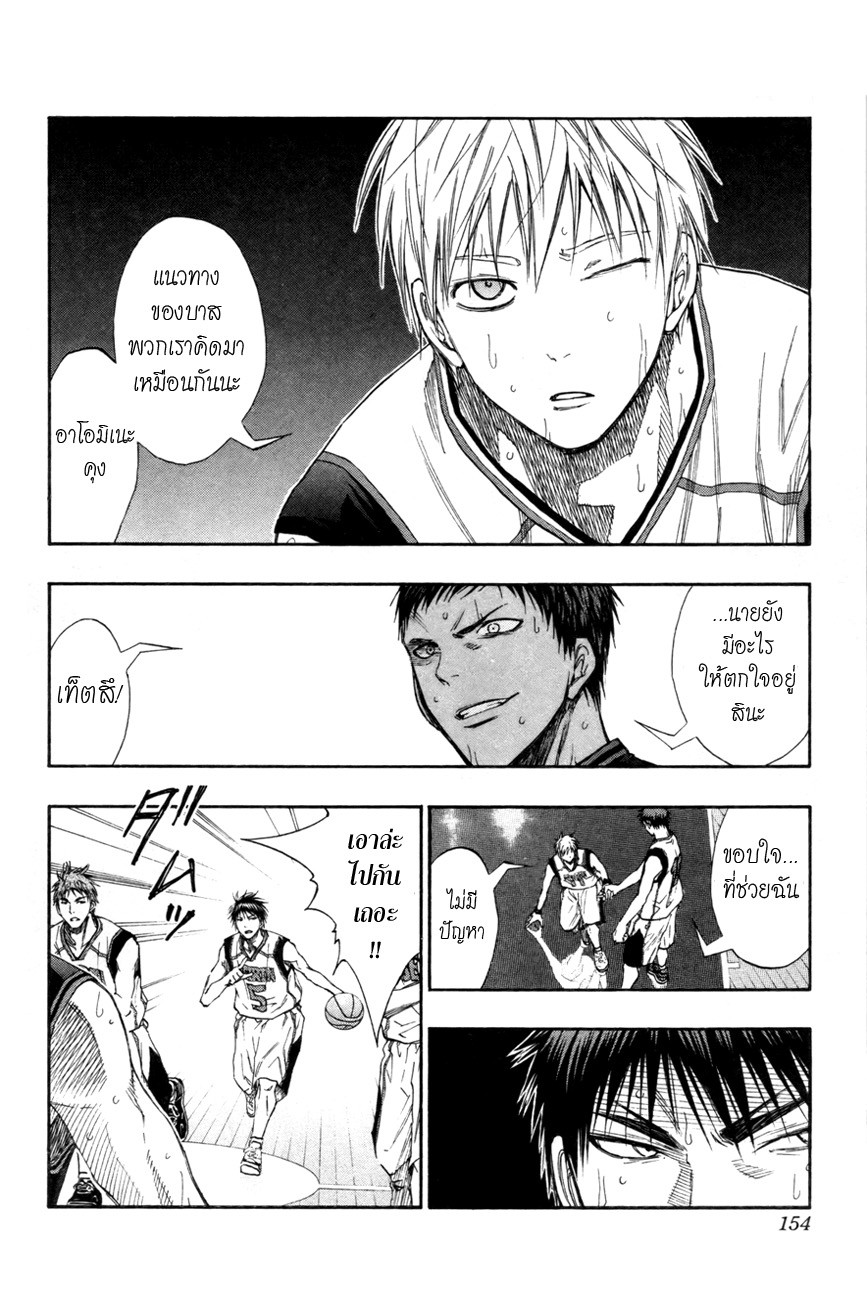 แนวทาง
ของบาส
พวกเราคิดมา
เหมือนกันนะ
อาโอมิเนะ
คุง
...นายยัง
มีอะไร
ให้ตกใจอยู่
สินะ
เท็ตสึ!
ขอบใจ...
ที่ช่วยฉัน
ไม่มี
ปัญหา
เอาล่ะ
ไปกัน
เถอะ
!!
ダムッ
5
154